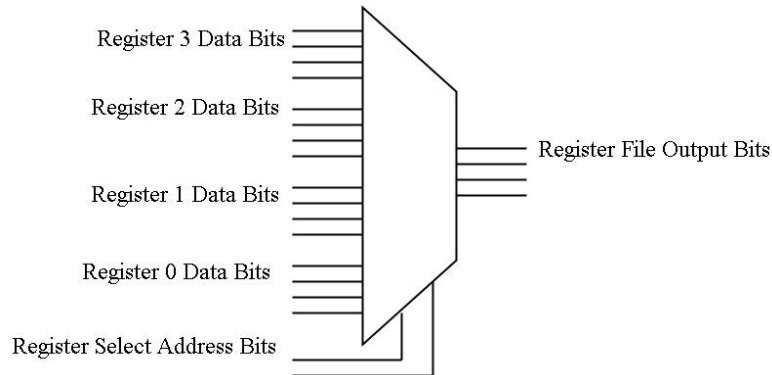 Register 3 Data Bits
Register 2 Data Bits
Register File Output Bits
Register 1 Data Bits
Register 0 Data Bits
Register Select Address Bits